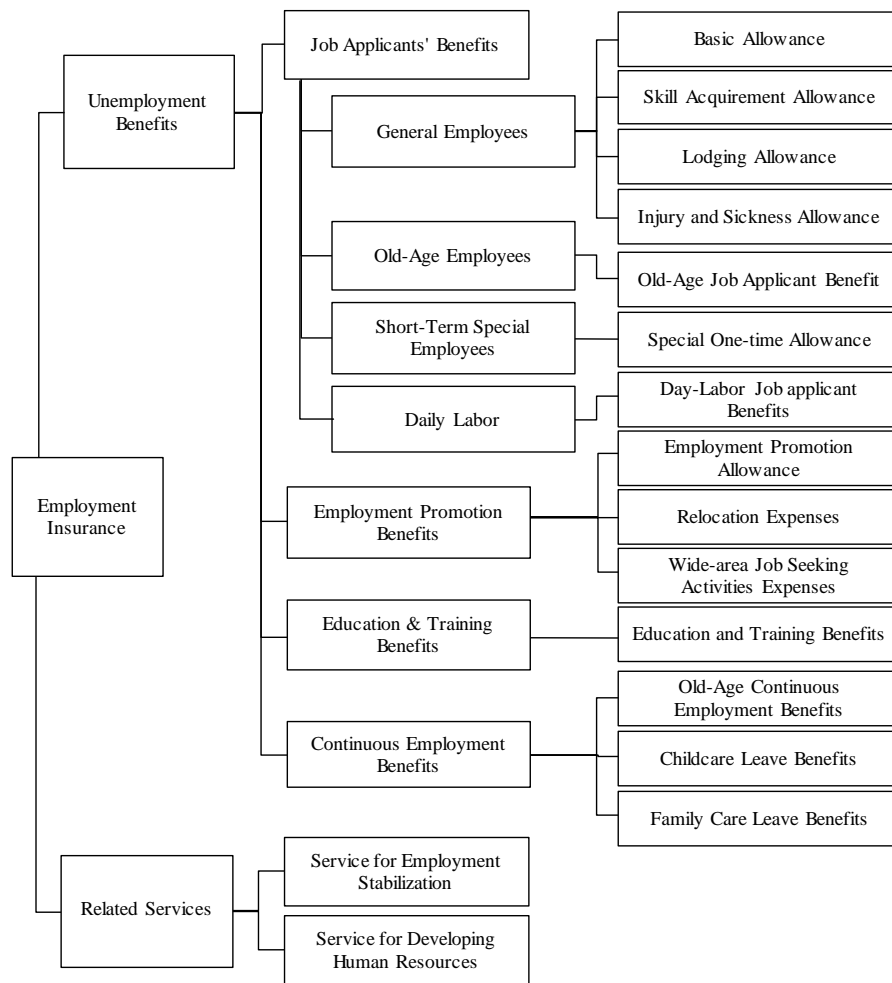 Job Applicants' Benefits
Basic Allowance
Unemployment
Benefits
Skill Acquirement Allowance
General Employees
Lodging Allowance
Injury and Sickness Allowance
Old-Age Employees
Old-Age Job Applicant Benefit
Short-Term Special
Employees
Special One-time Allowance
Daily Labor
Day-Labor Job applicant
Benefits
Employment
Insurance
Employment Promotion
Benefits
Employment Promotion
Allowance
Relocation Expenses
Wide-area Job Seeking
Activities Expenses
Education & Training
Benefits
Education and Training Benefits
Continuous Employment
Benefits
Old-Age Continuous
Employment Benefits
Childcare Leave Benefits
Family Care Leave Benefits
Related Services
Service for Employment
Stabilization
Service for Developing
Human Resources